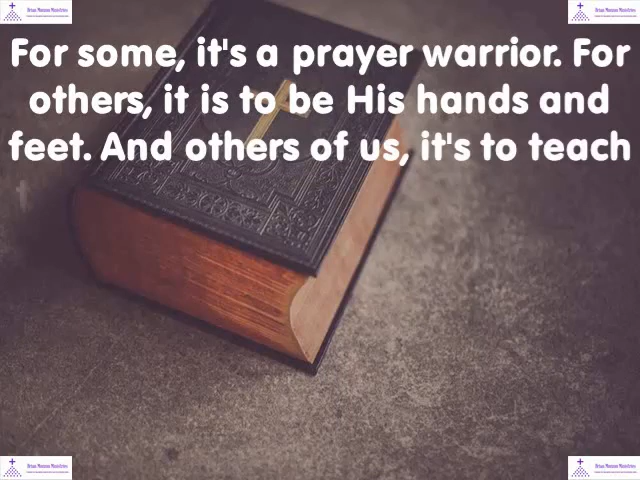 For some, it's a prayer warrior. For
others, it is to be His hands and
feet. And others of us, it's to teach